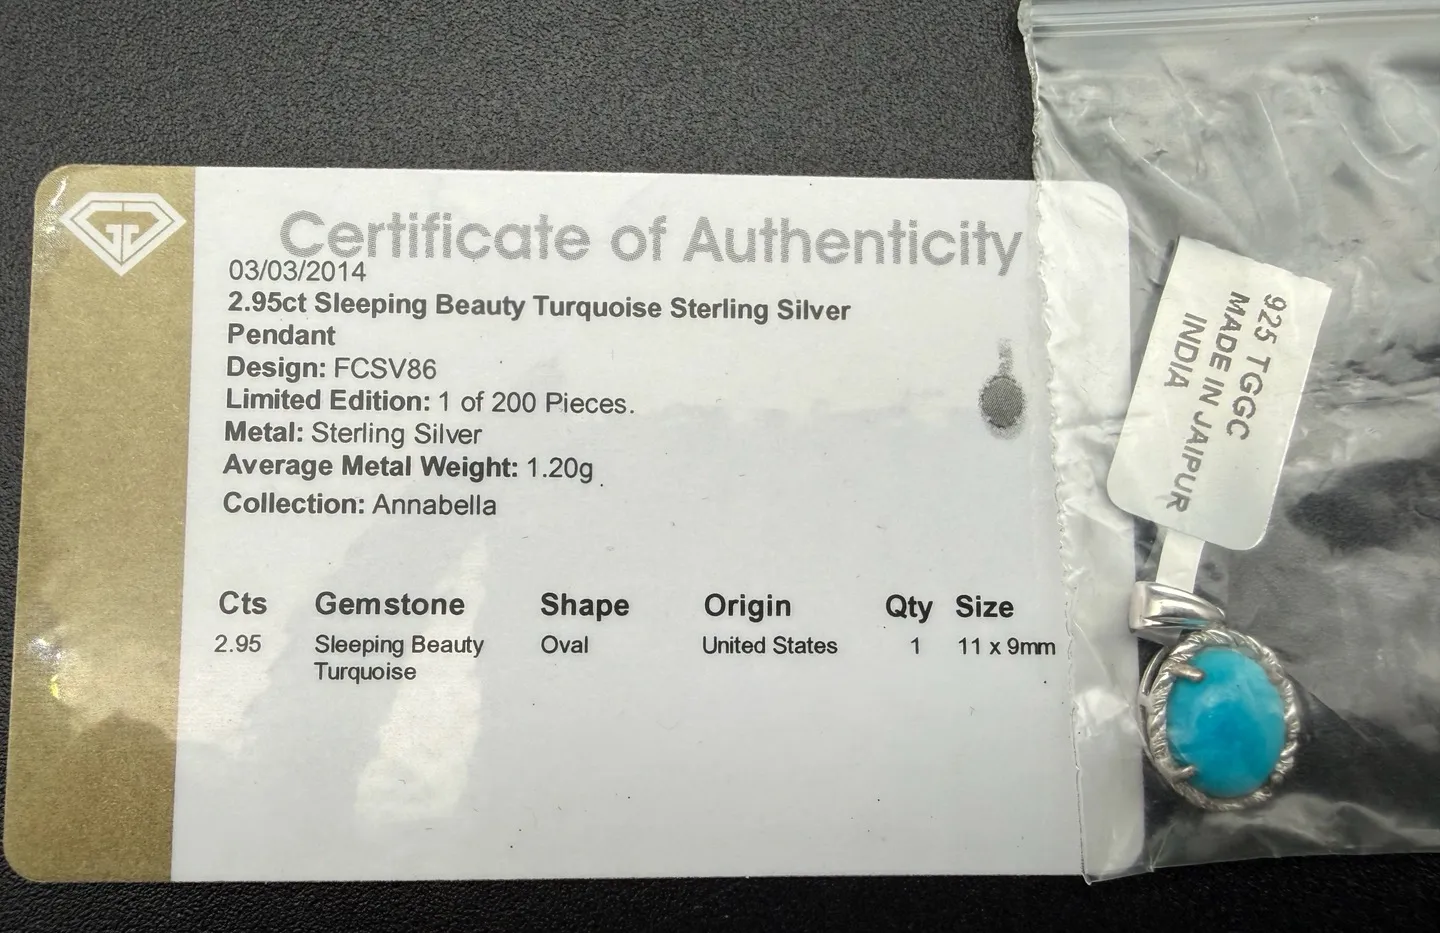 Certificate of Authenticity
03/03/2014
2.95ct Sleeping Beauty Turquoise Sterling Silver
Pendant
Design: FCSV86
Limited Edition: 1 of 200 Pieces.
Metal: Sterling Silver
Average Metal Weight: 1.20g
Collection: Annabella
Cts Gemstone Shape Origin Qty Size
2.95 Sleeping Beauty Oval United States 1 11 x 9mm
Turquoise
925 TGGC
MADE IN JAIPUR
INDIA